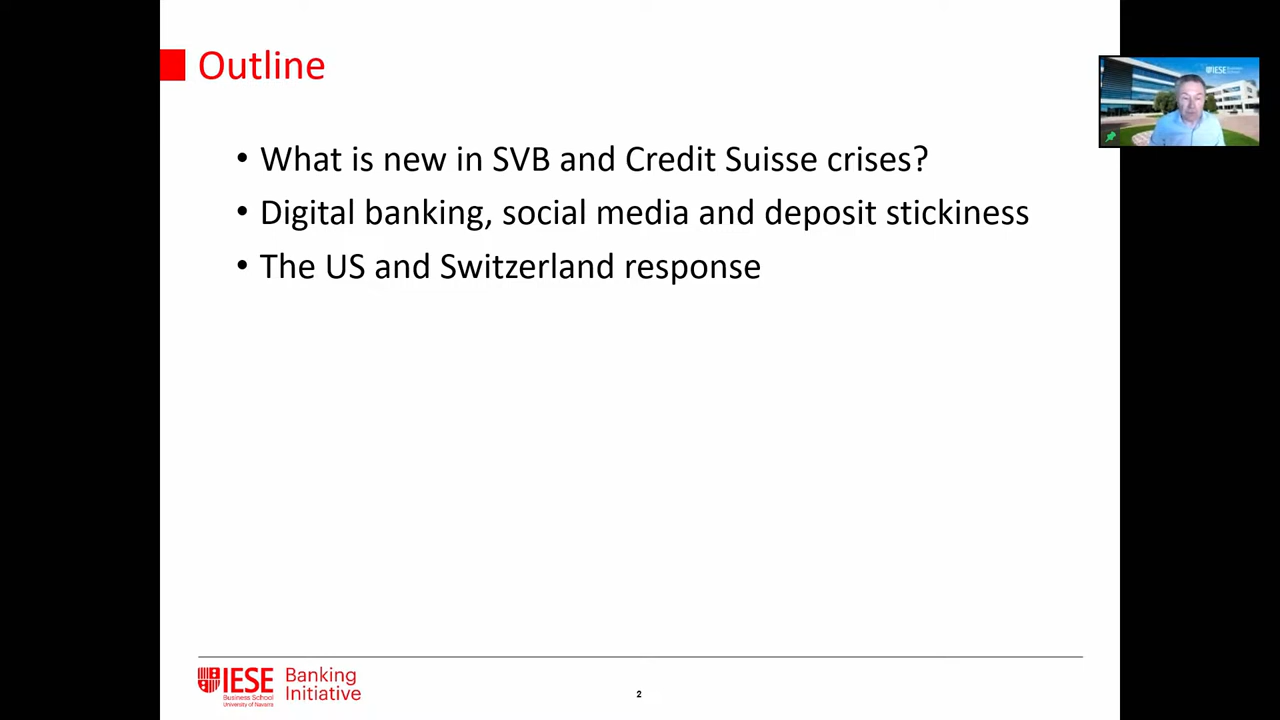 Outline
• What is new in SVB and Credit Suisse crises?
• Digital banking, social media and deposit stickiness
• The US and Switzerland response
IESE
Business School
University of Navarra
Banking
Initiative
2
IESE